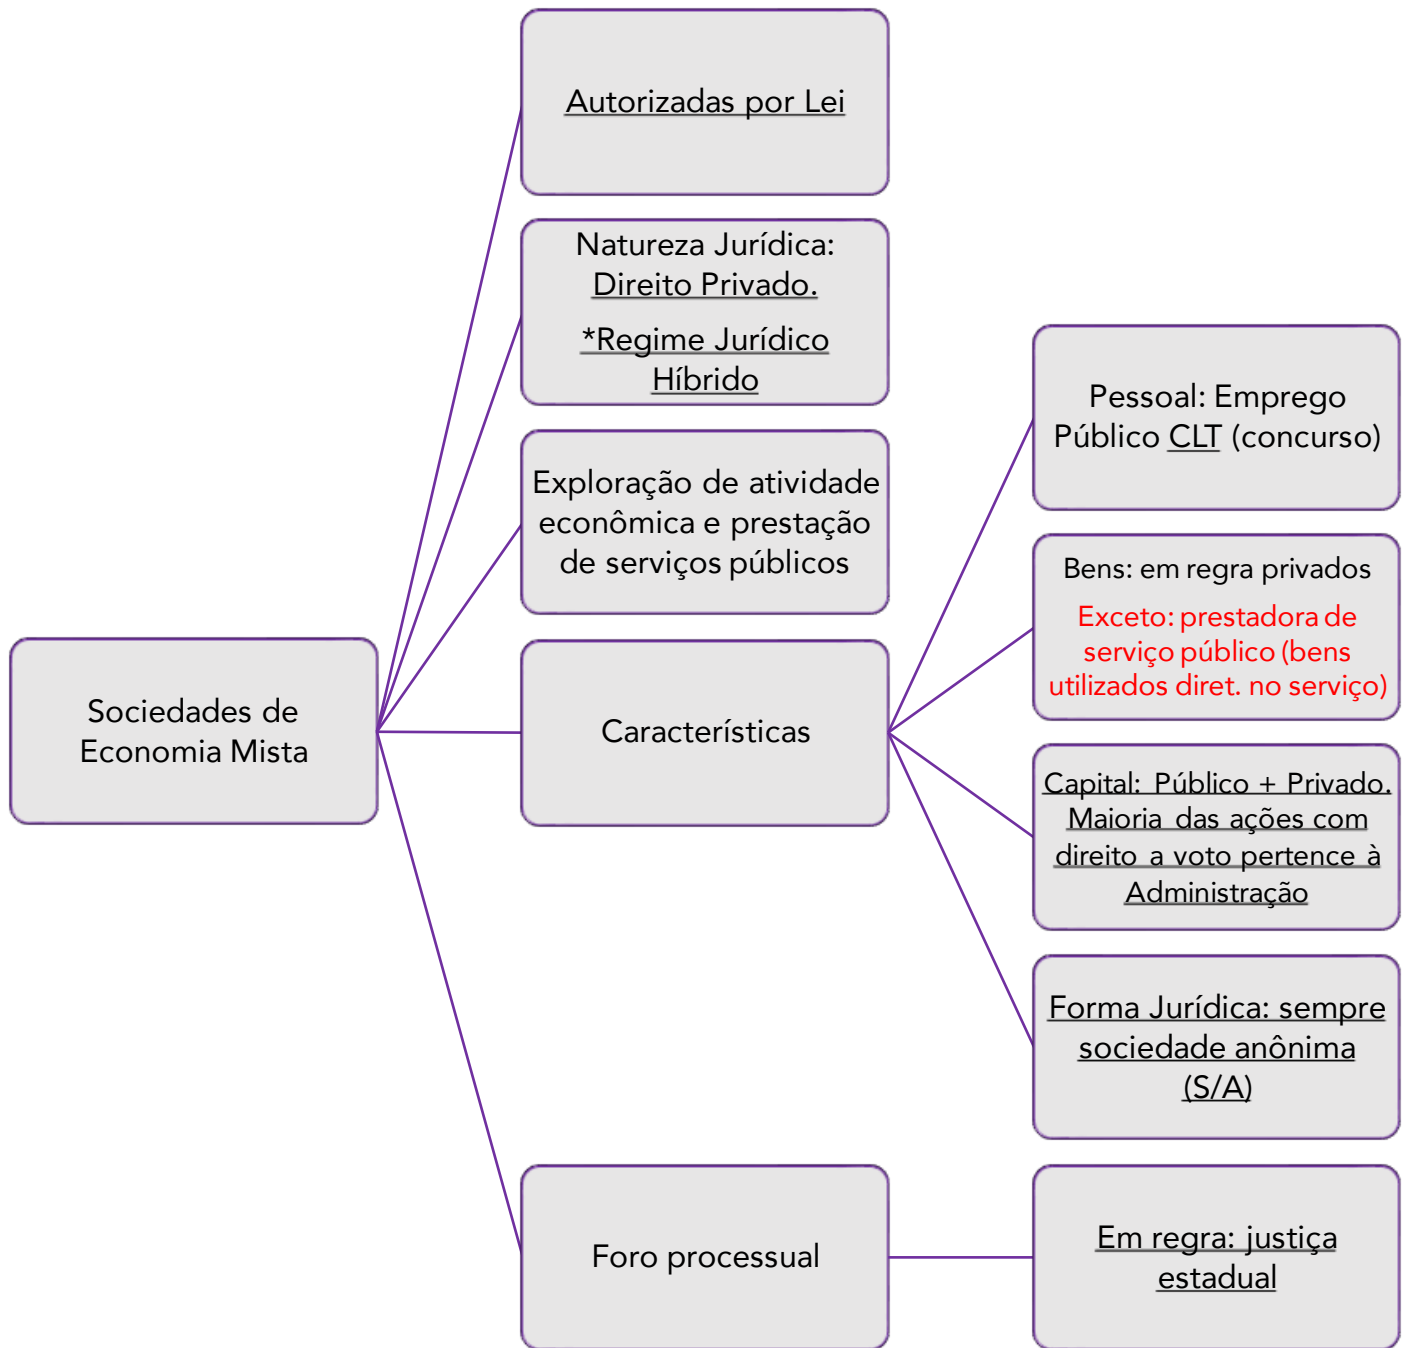 Autorizadas por Lei
Natureza Jurídica:
Direito Privado.
*Regime Jurídico
Híbrido
Exploração de atividade
econômica e prestação
de serviços públicos
Sociedades de
Economia Mista
Características
Pessoal: Emprego
Público CLT (concurso)
Bens: em regra privados
Exceto: prestadora de
serviço público (bens
utilizados diret. no serviço)
Capital: Público + Privado.
Maioria das ações com
direito a voto pertence à
Administração
Forma Jurídica: sempre
sociedade anônima
(S/A)
Foro processual
Em regra: justiça
estadual